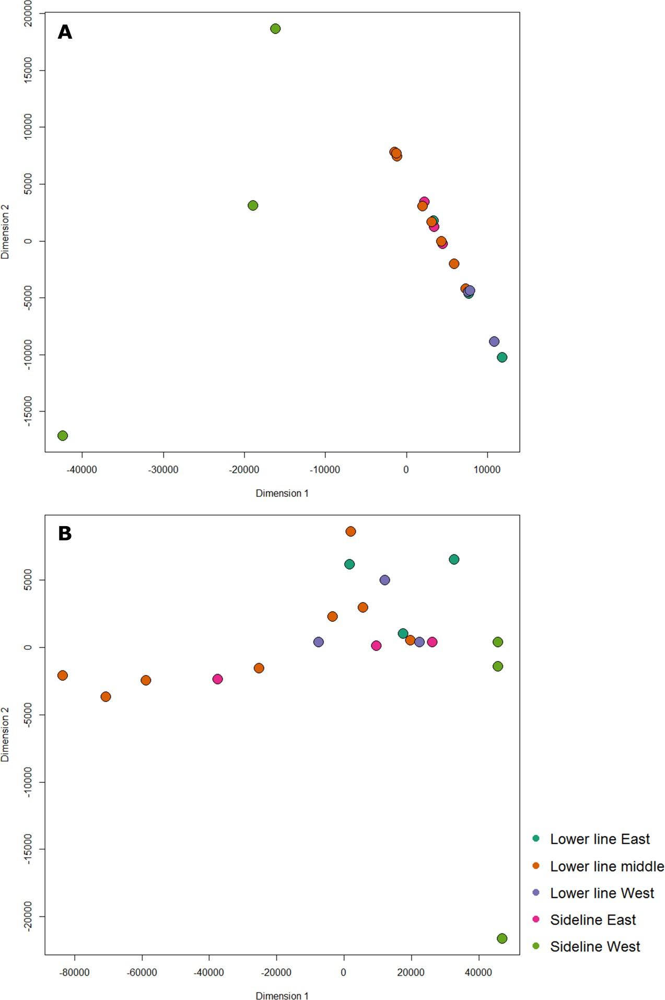 A
20000
15000
10000
5000
0
-5000
-10000
-15000
Dimension 2
-40000 -30000 -20000 -10000 0 10000
Dimension 1
B
5000
0
-5000
-10000
-15000
-20000
Dimension 2
-80000 -60000 -40000 -20000 0 20000 40000
Dimension 1
Lower line East
Lower line middle
Lower line West
Sideline East
Sideline West